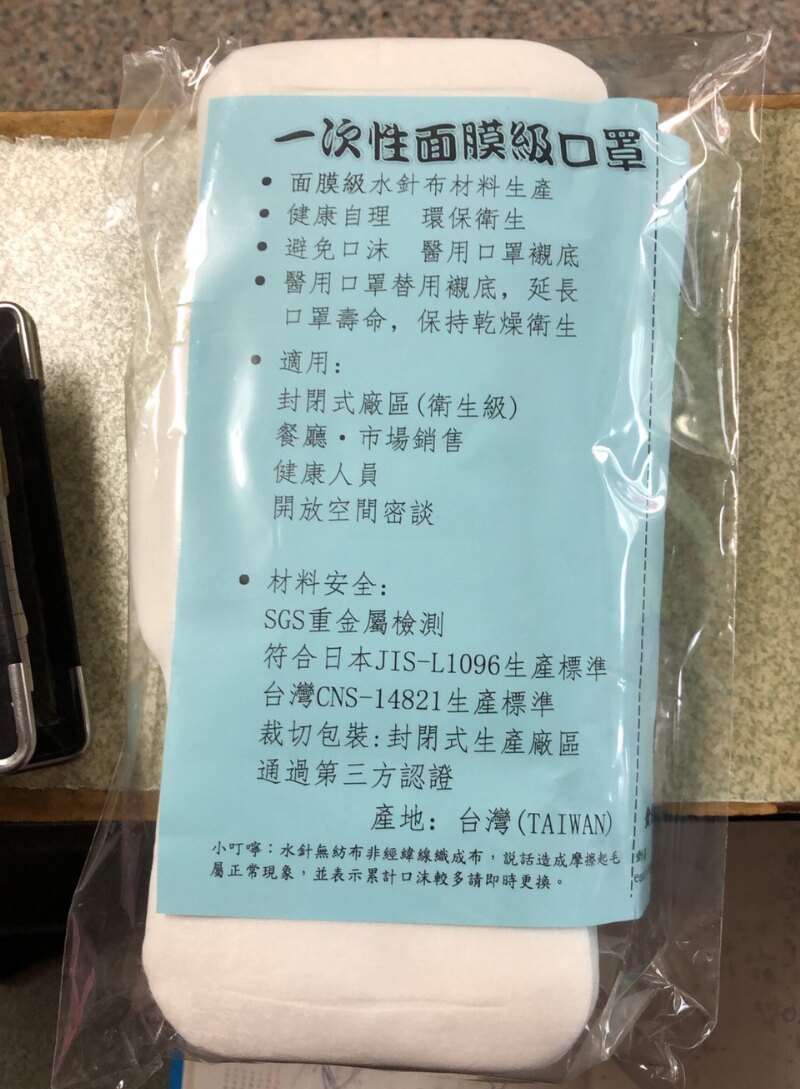 一次性面膜級口罩
• 面膜級水針布材料生產
• 健康自理 環保衛生
• 避免口沫 醫用口罩襯底
• 醫用口罩替用襯底，延長
口罩壽命，保持乾燥衛生
• 適用:
封閉式廠區(衛生級)
餐廳・市場銷售
健康人員
開放空間密談
• 材料安全:
SGS重金屬檢測
符合日本JIS-L1096生產標準
台灣CNS-14821生產標準
裁切包裝:封閉式生產廠區
通過第三方認證
產地: 台灣(TAIWAN)
小叮嚀：水針無紡布非經緯線織成布，說話造成摩擦起毛
屬正常現象，並表示累計口沫較多請即時更換。